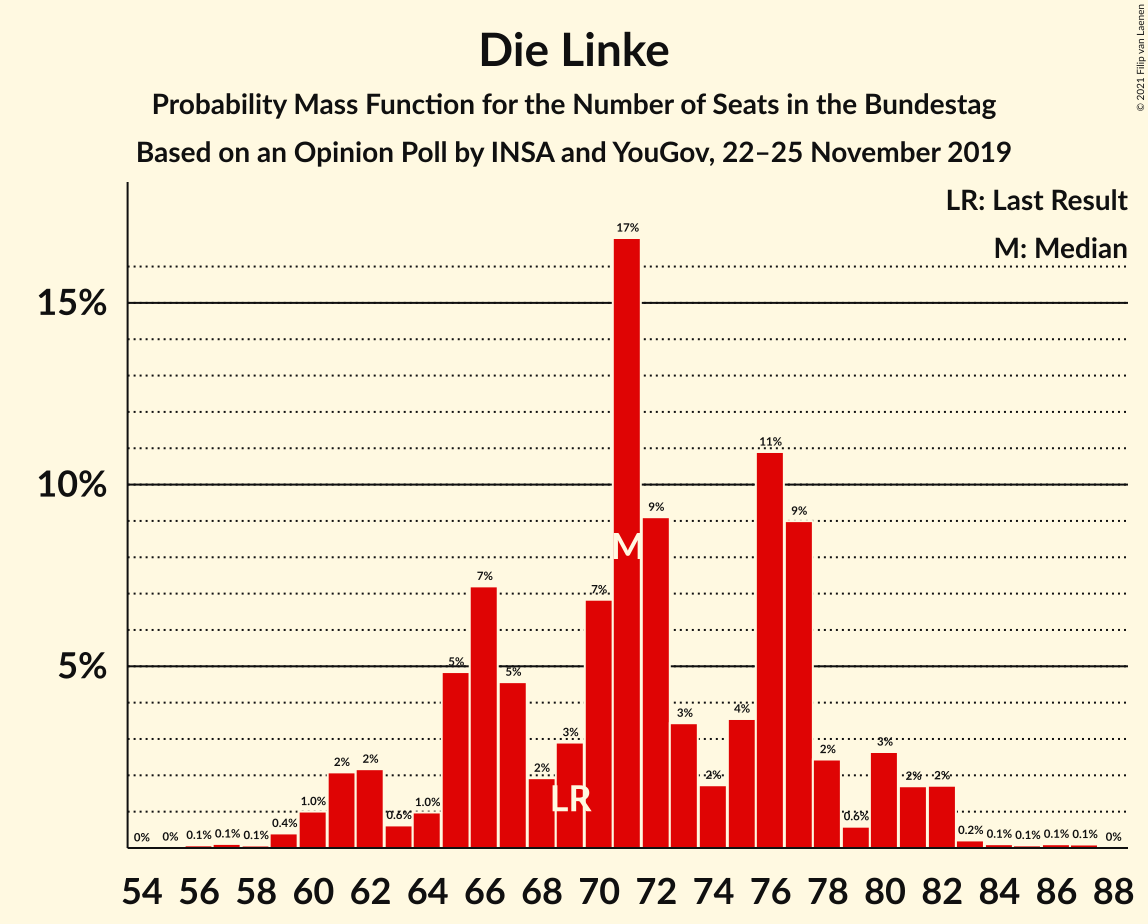 Die Linke
Probability Mass Function for the Number of Seats in the Bundestag
Based on an Opinion Poll by INSA and YouGov, 22–25 November 2019
© 2021 Filip van Laenen
LR: Last Result
M: Median
15%
10%
5%
0% 0% 0.1% 0.1% 0.1% 0.4% 1.0% 2% 2% 0.6% 1.0% 5% 7% 5% 2% 3% 7% 17% 9% 3% 2% 4% 11% 9% 2% 0.6% 3% 2% 2% 0.2% 0.1% 0.1% 0.1% 0.1% 0%
M
LR
54 56 58 60 62 64 66 68 70 72 74 76 78 80 82 84 86 88